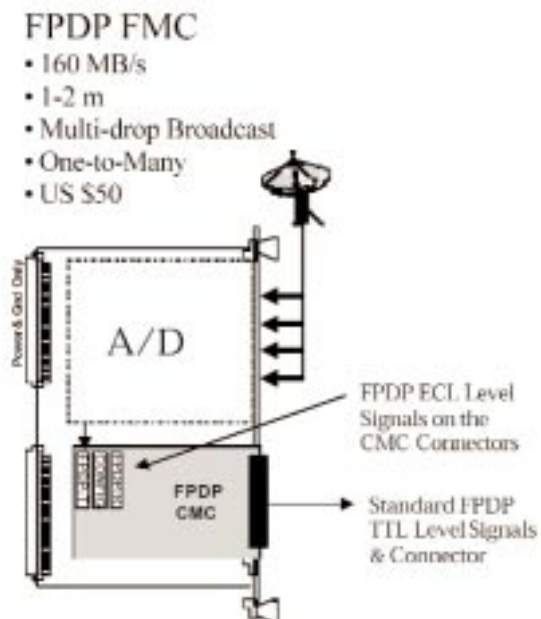 FPDP FMC
• 160 MB/s
• 1-2 m
• Multi-drop Broadcast
• One-to-Many
• US $50
Power & Gnd Only
A/D
FPDP ECL Level
Signals on the
CMC Connectors
FPDP
CMC
Standard FPDP
TTL Level Signals
& Connector